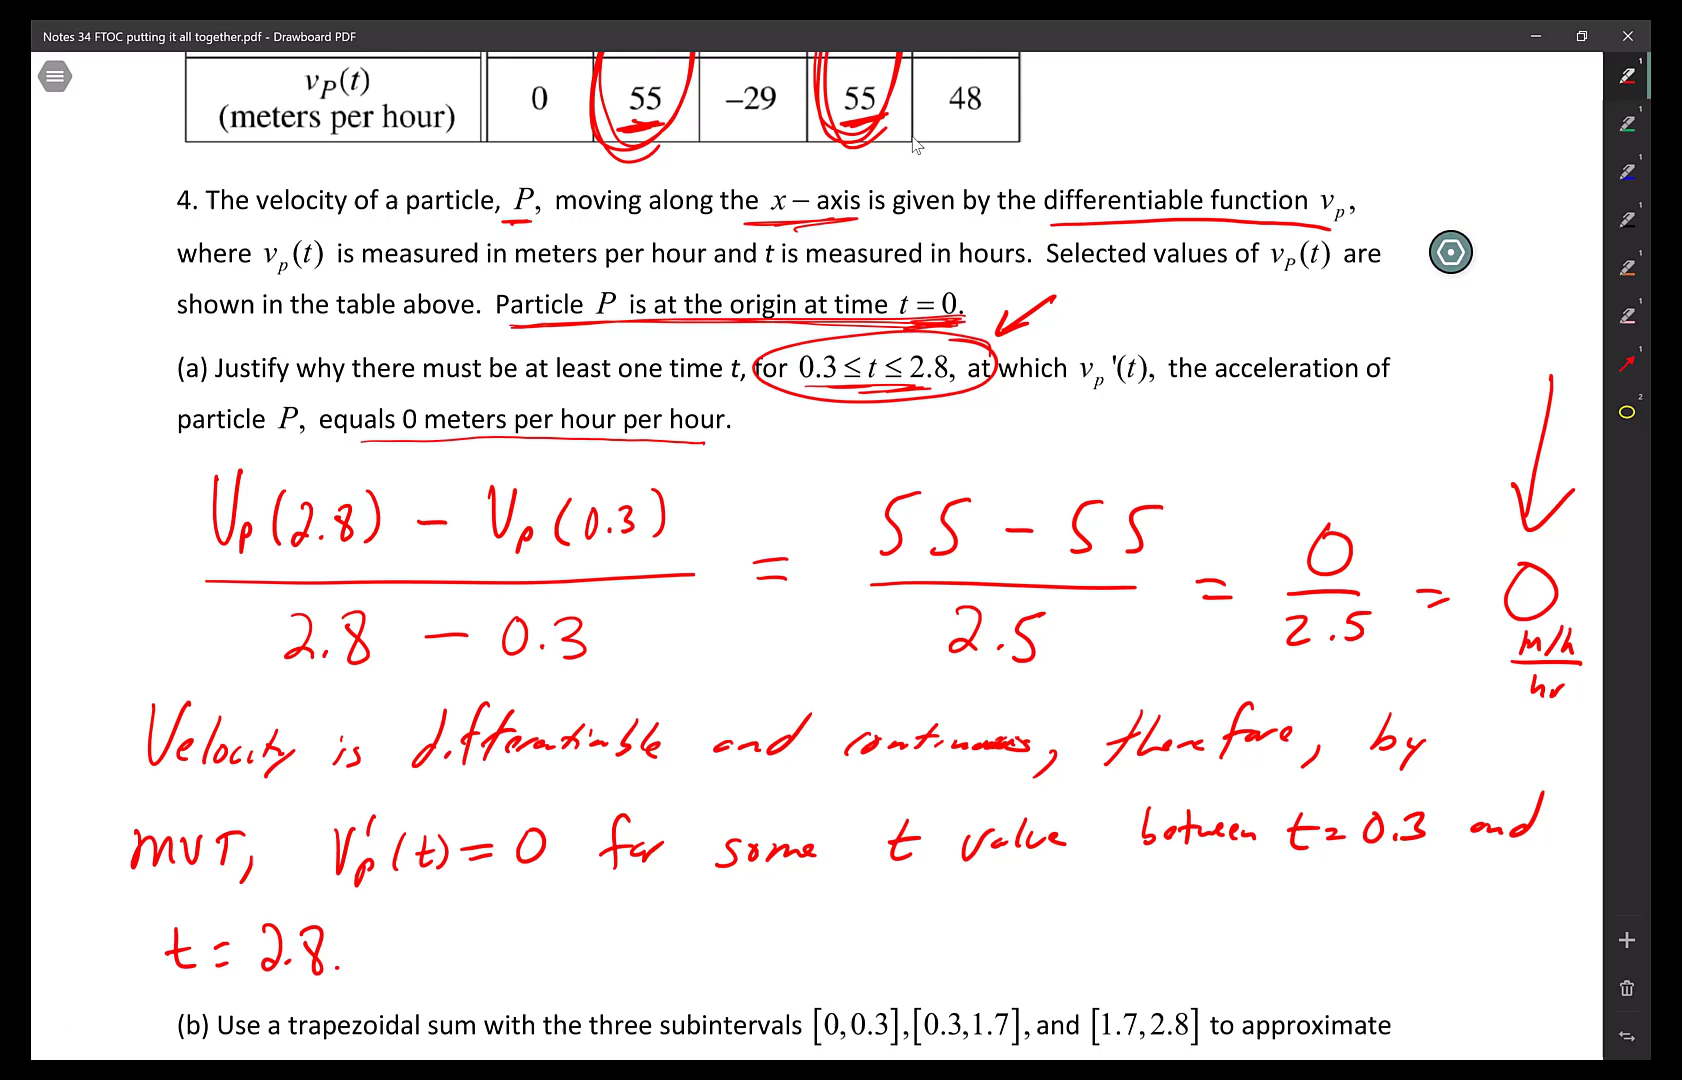 Notes 34 FTOC putting it all together.pdf - Drawboard PDF
v_P(t) (meters per hour) 0 55 –29 55 48
4. The velocity of a particle, P, moving along the x – axis is given by the differentiable function v_p,
where v_p(t) is measured in meters per hour and t is measured in hours. Selected values of v_P(t) are
shown in the table above. Particle P is at the origin at time t = 0.
(a) Justify why there must be at least one time t, for 0.3 ≤ t ≤ 2.8, at which v_p'(t), the acceleration of
particle P, equals 0 meters per hour per hour.
(V_p(2.8) – V_p(0.3))/(2.8 – 0.3) = (55 – 55)/2.5 = 0/2.5 = 0 (m/h)/hr
Velocity is differentiable and continuous, therefore, by
MVT, V_p'(t) = 0 for some t value between t = 0.3 and
t = 2.8.
(b) Use a trapezoidal sum with the three subintervals [0,0.3],[0.3,1.7], and [1.7,2.8] to approximate